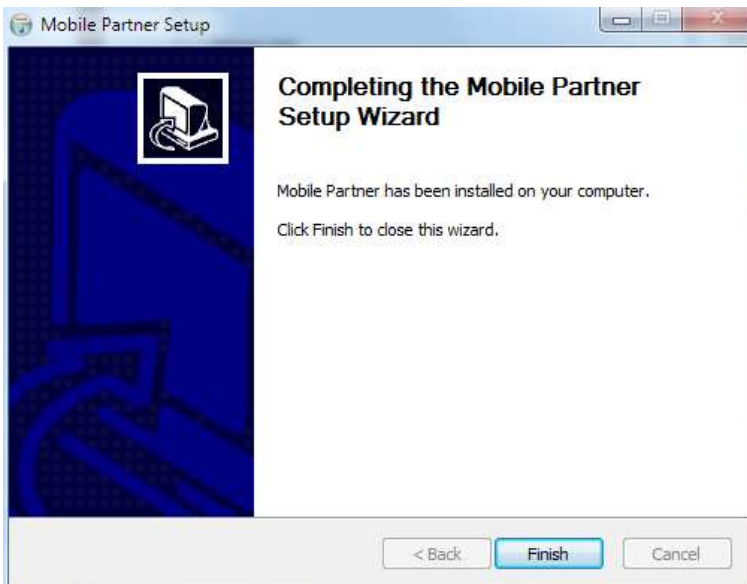 Mobile Partner Setup
Completing the Mobile Partner
Setup Wizard
Mobile Partner has been installed on your computer.
Click Finish to close this wizard.
< Back
Finish
Cancel